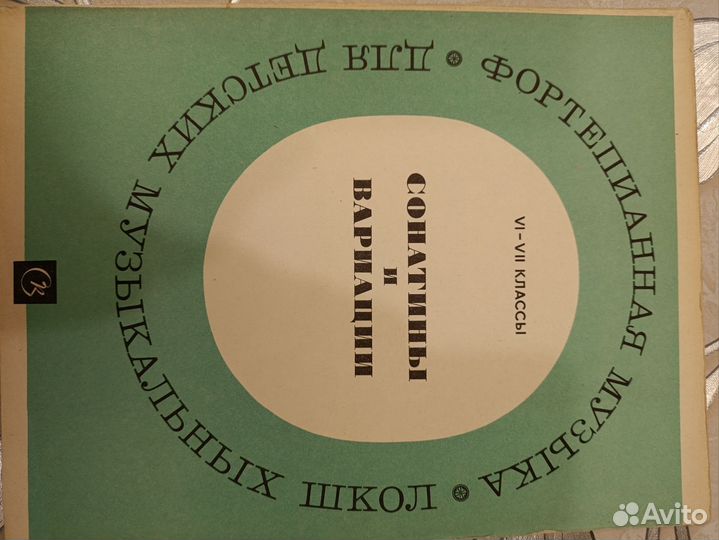 ФОРТЕПИАННАЯ МУЗЫКА • ДЛЯ ДЕТСКИХ МУЗЫКАЛЬНЫХ ШКОЛ •
VI–VII КЛАССЫ
СОНАТИНЫ
И
ВАРИАЦИИ
Avito